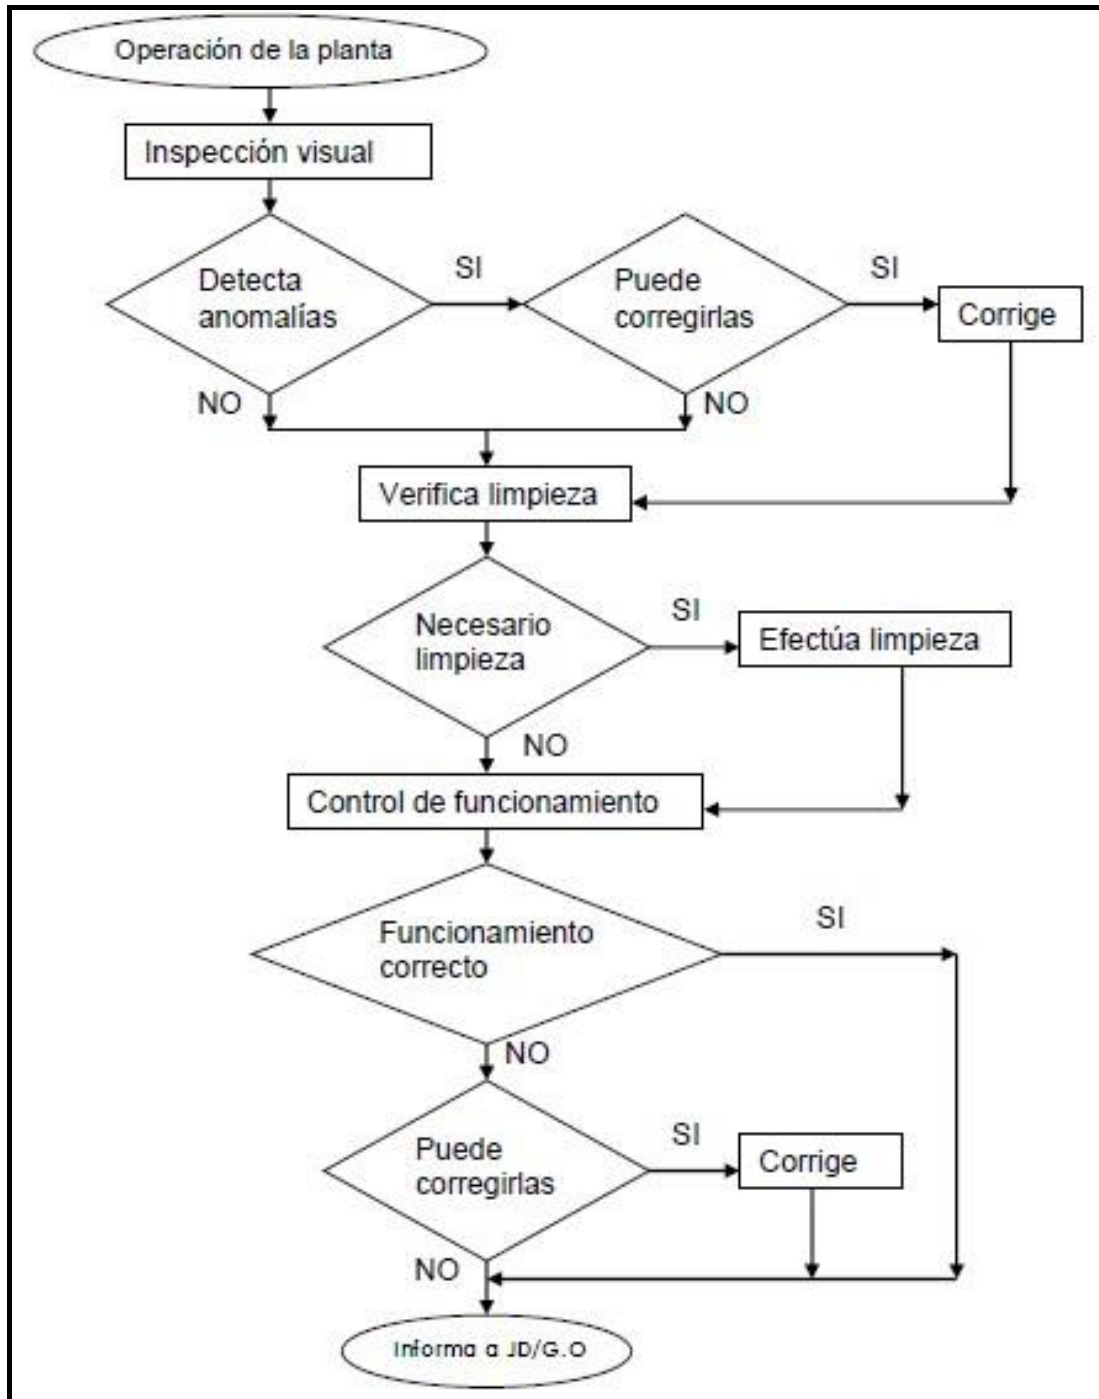 Operación de la planta
Inspección visual
Detecta
anomalías
SI
Puede
corregirlas
SI
Corrige
NO
NO
Verifica limpieza
Necesario
limpieza
SI
Efectúa limpieza
NO
Control de funcionamiento
Funcionamiento
correcto
SI
NO
Puede
corregirlas
SI
Corrige
NO
Informa a JD/G.O